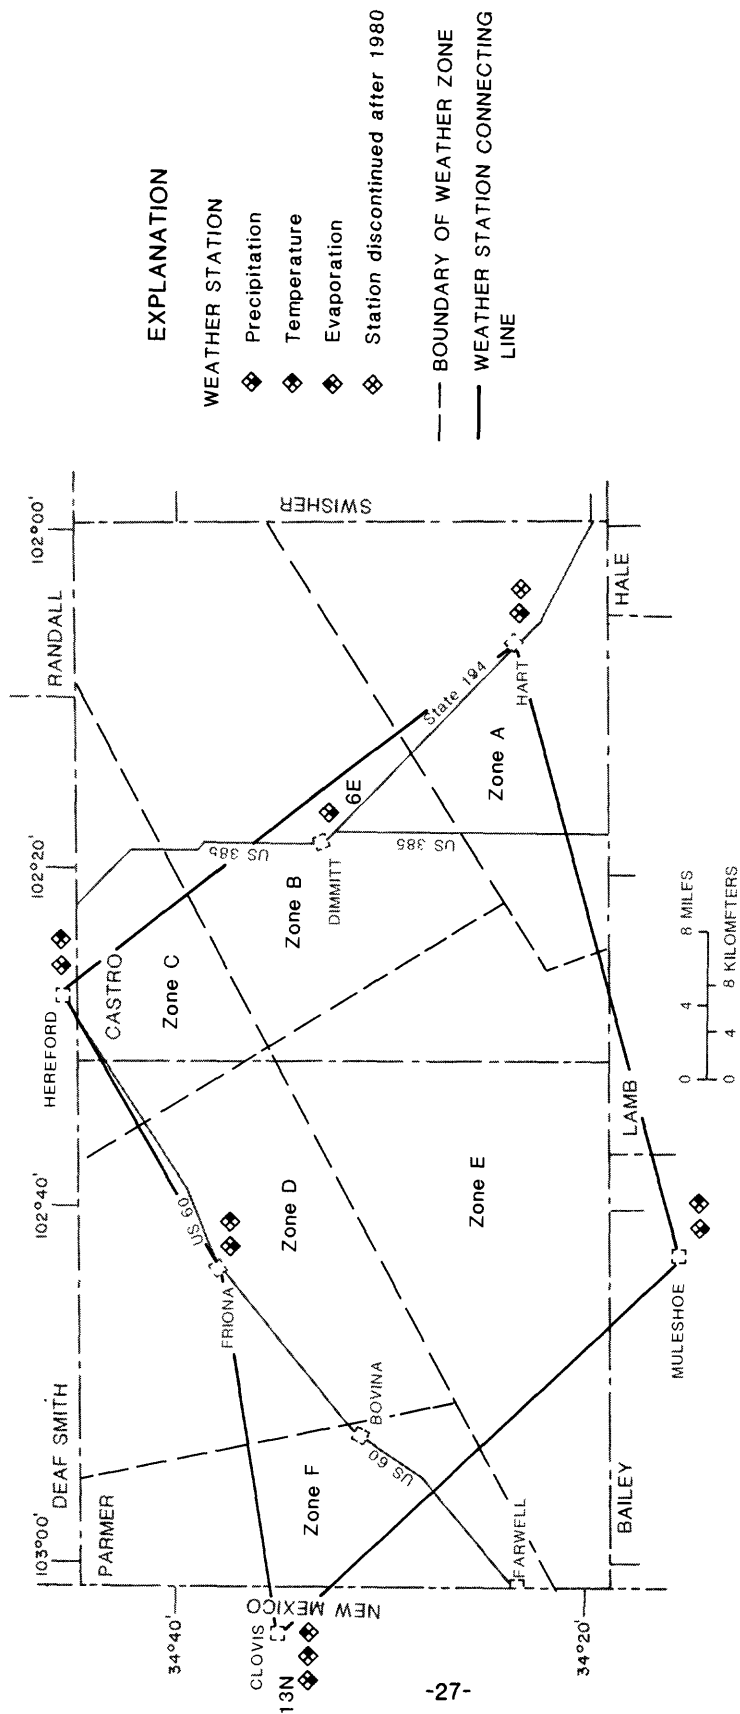 EXPLANATION
WEATHER STATION
Precipitation
Temperature
Evaporation
Station discontinued after 1980
BOUNDARY OF WEATHER ZONE
WEATHER STATION CONNECTING
LINE
103°00'
102°40'
102°20'
102°00'
DEAF SMITH
HEREFORD
RANDALL
PARMER
CASTRO
SWISHER
34°40'
34°20'
Zone C
US 60
US 385
FRIONA
Zone D
Zone B
6E
DIMMITT
State 194
CLOVIS
13N
NEW MEXICO
Zone F
BOVINA
US 60
US 385
Zone E
Zone A
HART
FARWELL
BAILEY
LAMB
HALE
MULESHOE
0 4 8 MILES
0 4 8 KILOMETERS
-27-